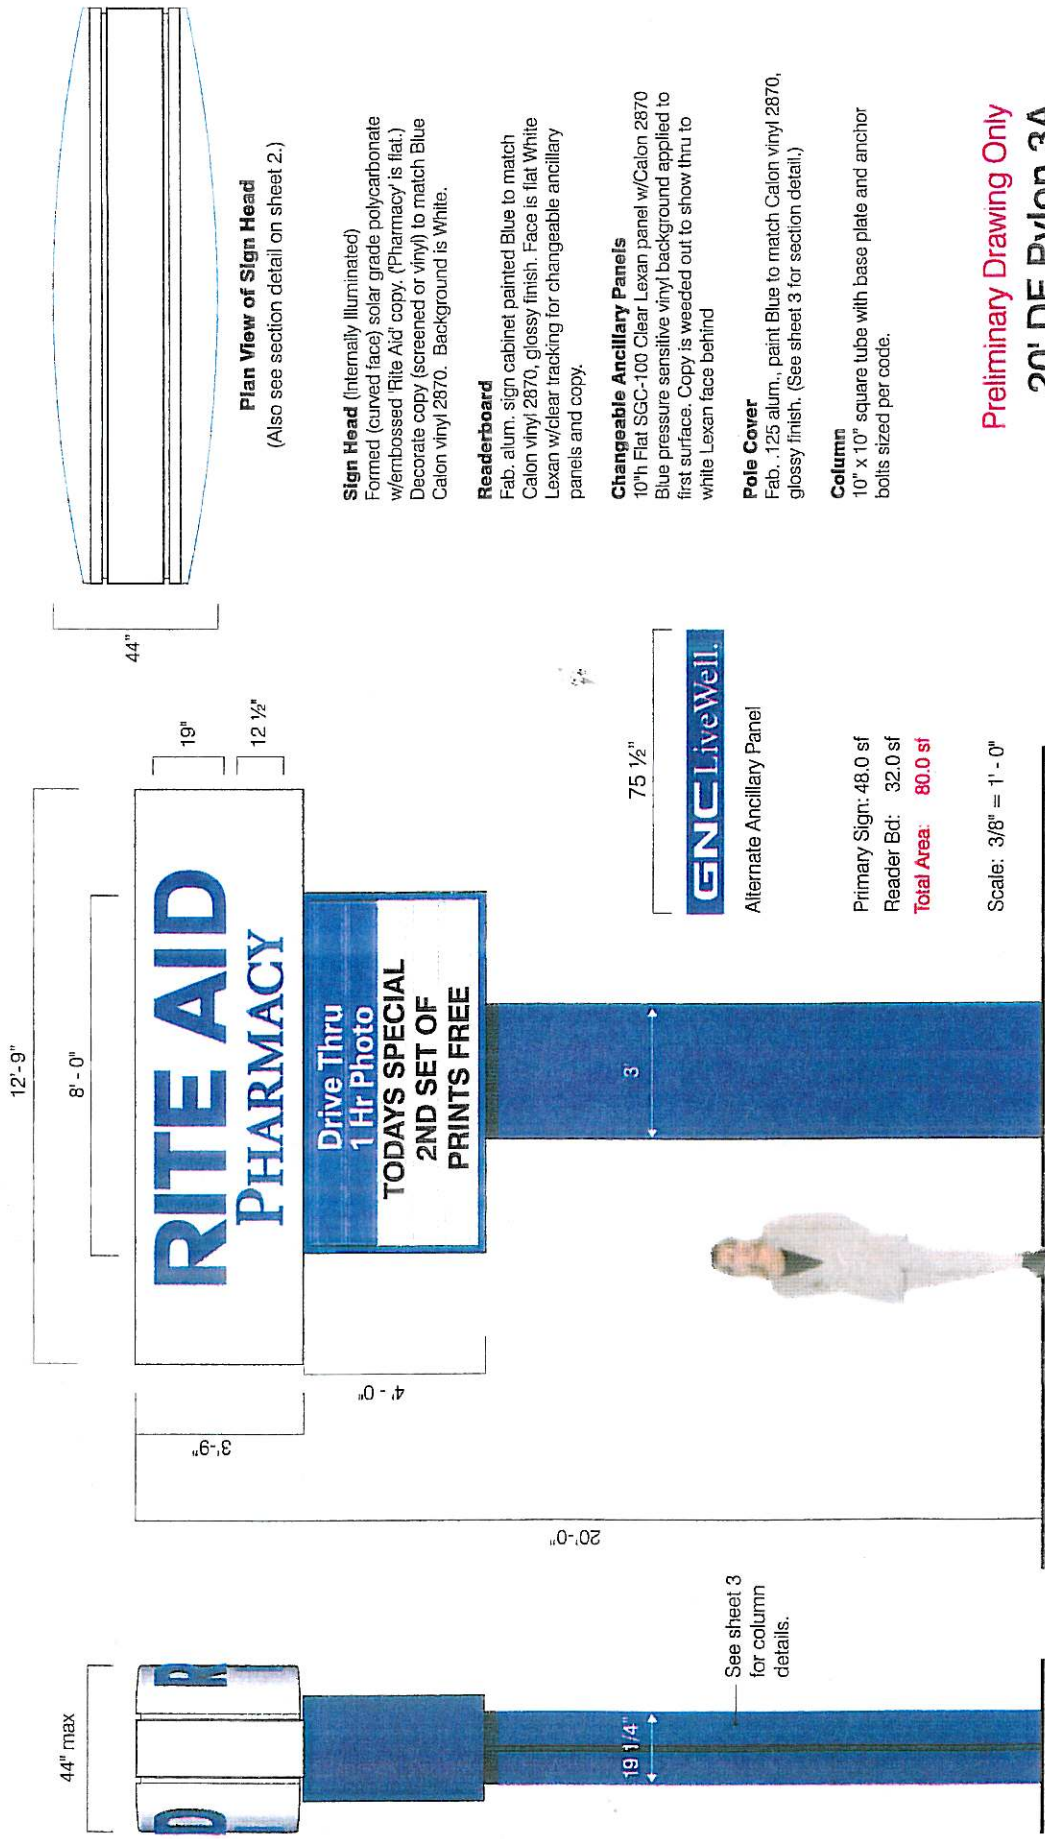 44" max
D R
19 1/4"
See sheet 3
for column
details.
12'-9"
8' - 0"
3'-9"
4' - 0"
20'-0"
19"
12 ½"
RITE AID
PHARMACY
Drive Thru
1 Hr Photo
TODAYS SPECIAL
2ND SET OF
PRINTS FREE
3'
75 ½"
GNC LiveWell.
Alternate Ancillary Panel
Primary Sign: 48.0 sf
Reader Bd: 32.0 sf
Total Area: 80.0 sf
Scale: 3/8" = 1' - 0"
44"
Plan View of Sign Head
(Also see section detail on sheet 2.)
Sign Head (Internally Illuminated)
Formed (curved face) solar grade polycarbonate
w/embossed 'Rite Aid' copy. ('Pharmacy' is flat.)
Decorate copy (screened or vinyl) to match Blue
Calon vinyl 2870. Background is White.
Readerboard
Fab. alum. sign cabinet painted Blue to match
Calon vinyl 2870, glossy finish. Face is flat White
Lexan w/clear tracking for changeable ancillary
panels and copy.
Changeable Ancillary Panels
10"h Flat SGC-100 Clear Lexan panel w/Calon 2870
Blue pressure sensitive vinyl background applied to
first surface. Copy is weeded out to show thru to
white Lexan face behind
Pole Cover
Fab. .125 alum., paint Blue to match Calon vinyl 2870,
glossy finish. (See sheet 3 for section detail.)
Column
10" x 10" square tube with base plate and anchor
bolts sized per code.
Preliminary Drawing Only
20' DF Pylon 3A